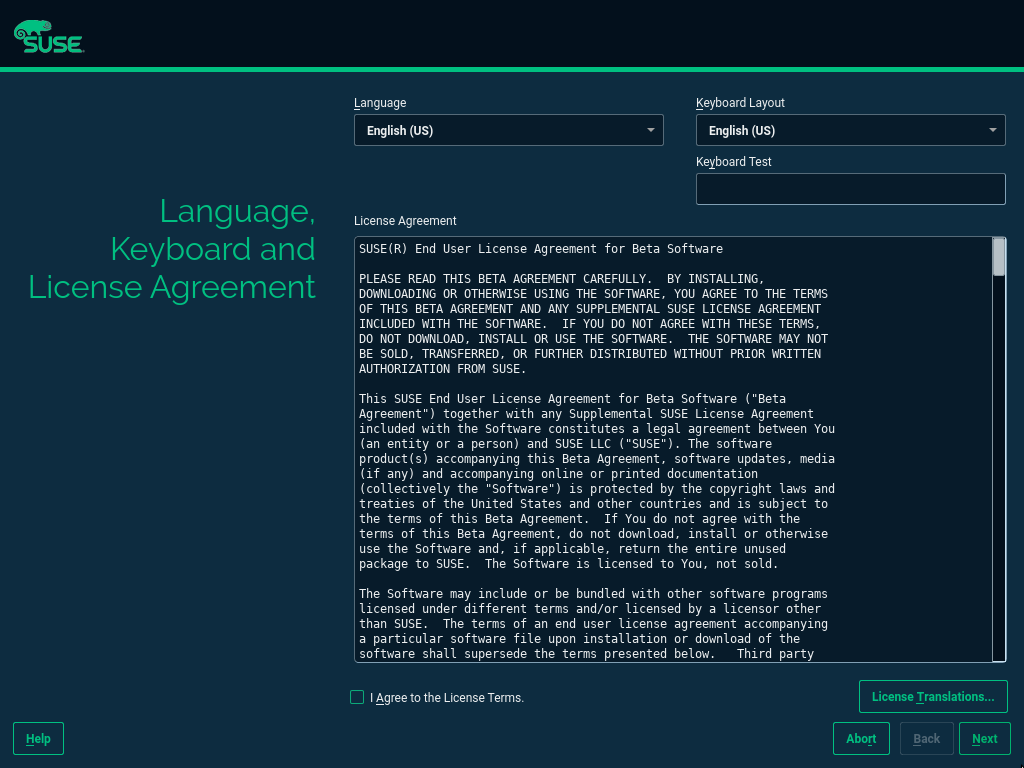 SUSE
Language
Keyboard Layout
English (US)
English (US)
Keyboard Test
Language,
Keyboard and
License Agreement
License Agreement
SUSE(R) End User License Agreement for Beta Software
PLEASE READ THIS BETA AGREEMENT CAREFULLY.  BY INSTALLING,
DOWNLOADING OR OTHERWISE USING THE SOFTWARE, YOU AGREE TO THE TERMS
OF THIS BETA AGREEMENT AND ANY SUPPLEMENTAL SUSE LICENSE AGREEMENT
INCLUDED WITH THE SOFTWARE.  IF YOU DO NOT AGREE WITH THESE TERMS,
DO NOT DOWNLOAD, INSTALL OR USE THE SOFTWARE.  THE SOFTWARE MAY NOT
BE SOLD, TRANSFERRED, OR FURTHER DISTRIBUTED WITHOUT PRIOR WRITTEN
AUTHORIZATION FROM SUSE.
This SUSE End User License Agreement for Beta Software ("Beta
Agreement") together with any Supplemental SUSE License Agreement
included with the Software constitutes a legal agreement between You
(an entity or a person) and SUSE LLC ("SUSE"). The software
product(s) accompanying this Beta Agreement, software updates, media
(if any) and accompanying online or printed documentation
(collectively the "Software") is protected by the copyright laws and
treaties of the United States and other countries and is subject to
the terms of this Beta Agreement.  If You do not agree with the
terms of this Beta Agreement, do not download, install or otherwise
use the Software and, if applicable, return the entire unused
package to SUSE.  The Software is licensed to You, not sold.
The Software may include or be bundled with other software programs
licensed under different terms and/or licensed by a licensor other
than SUSE.  The terms of an end user license agreement accompanying
a particular software file upon installation or download of the
software shall supersede the terms presented below.   Third party
I Agree to the License Terms.
License Translations...
Help
Abort
Back
Next